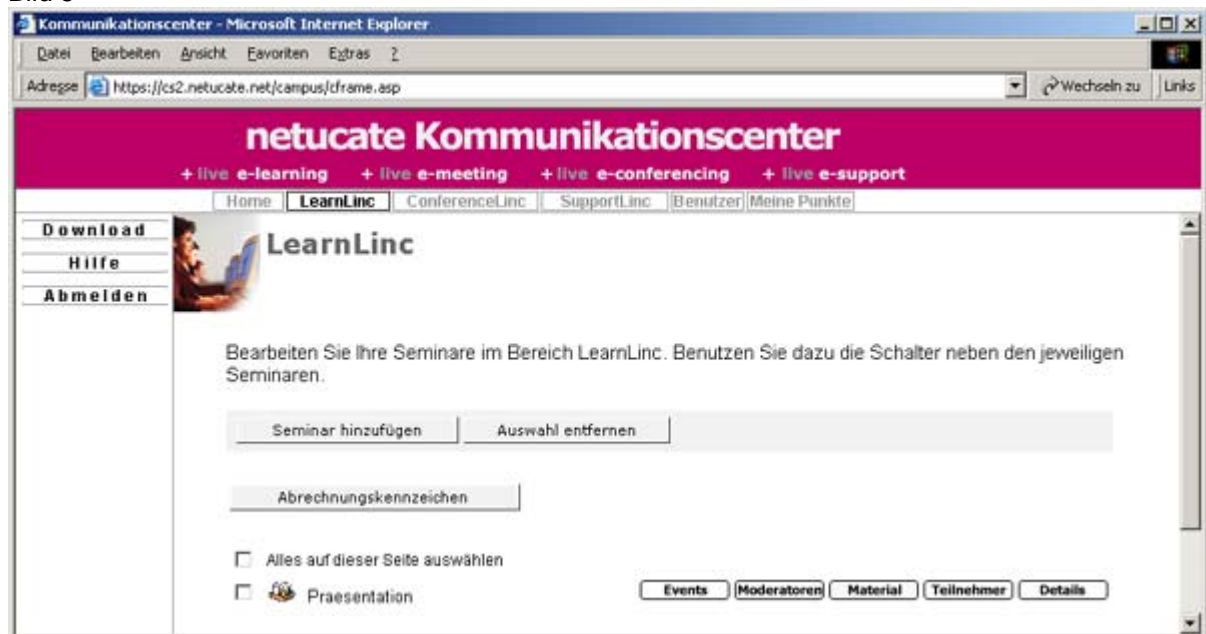 Kommunikationscenter - Microsoft Internet Explorer
Datei Bearbeiten Ansicht Favoriten Extras ?
Adresse https://cs2.netucate.net/campus/cframe.asp Wechseln zu Links
netucate Kommunikationscenter
+ live e-learning + live e-meeting + live e-conferencing + live e-support
Home LearnLinc ConferenceLinc SupportLinc Benutzer Meine Punkte
Download
Hilfe
Abmelden
LearnLinc
Bearbeiten Sie Ihre Seminare im Bereich LearnLinc. Benutzen Sie dazu die Schalter neben den jeweiligen
Seminaren.
Seminar hinzufügen Auswahl entfernen
Abrechnungskennzeichen
Alles auf dieser Seite auswählen
Praesentation Events Moderatoren Material Teilnehmer Details